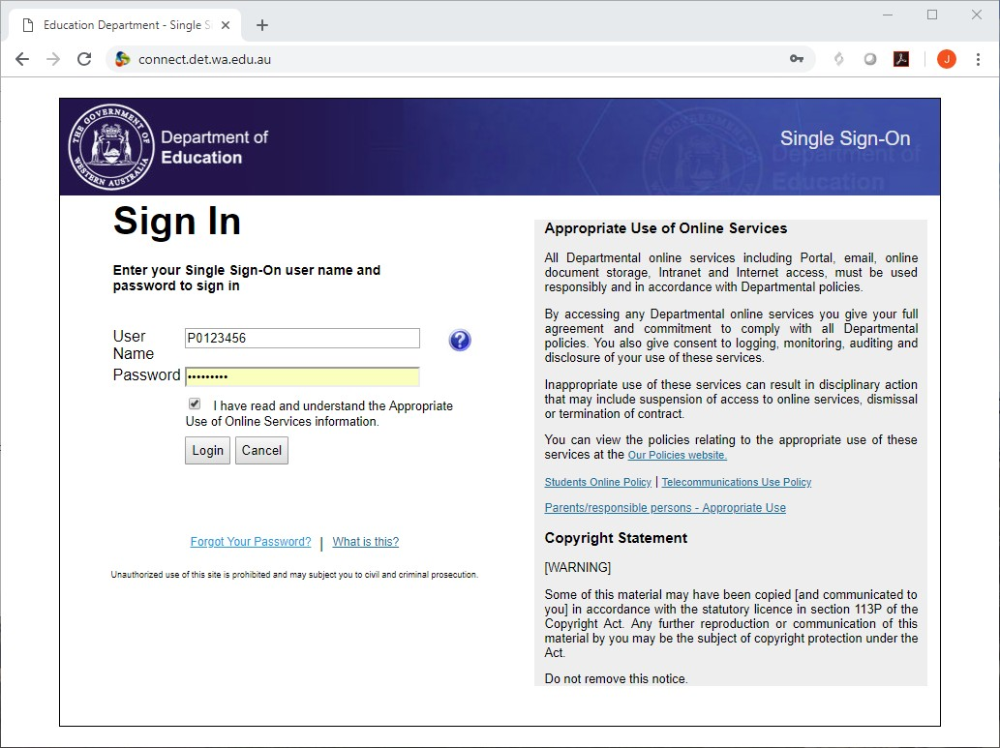 Education Department - Single S
connect.det.wa.edu.au
J
THE GOVERNMENT OF
WESTERN AUSTRALIA
Department of
Education
Single Sign-On
Department of
Education
Sign In
Enter your Single Sign-On user name and
password to sign in
User
Name
P0123456
?
Password
•••••••••
I have read and understand the Appropriate
Use of Online Services information.
Login
Cancel
Forgot Your Password? | What is this?
Unauthorized use of this site is prohibited and may subject you to civil and criminal prosecution.
Appropriate Use of Online Services
All Departmental online services including Portal, email, online
document storage, Intranet and Internet access, must be used
responsibly and in accordance with Departmental policies.
By accessing any Departmental online services you give your full
agreement and commitment to comply with all Departmental
policies. You also give consent to logging, monitoring, auditing and
disclosure of your use of these services.
Inappropriate use of these services can result in disciplinary action
that may include suspension of access to online services, dismissal
or termination of contract.
You can view the policies relating to the appropriate use of these
services at the Our Policies website.
Students Online Policy | Telecommunications Use Policy
Parents/responsible persons - Appropriate Use
Copyright Statement
[WARNING]
Some of this material may have been copied [and communicated to
you] in accordance with the statutory licence in section 113P of the
Copyright Act. Any further reproduction or communication of this
material by you may be the subject of copyright protection under the
Act.
Do not remove this notice.